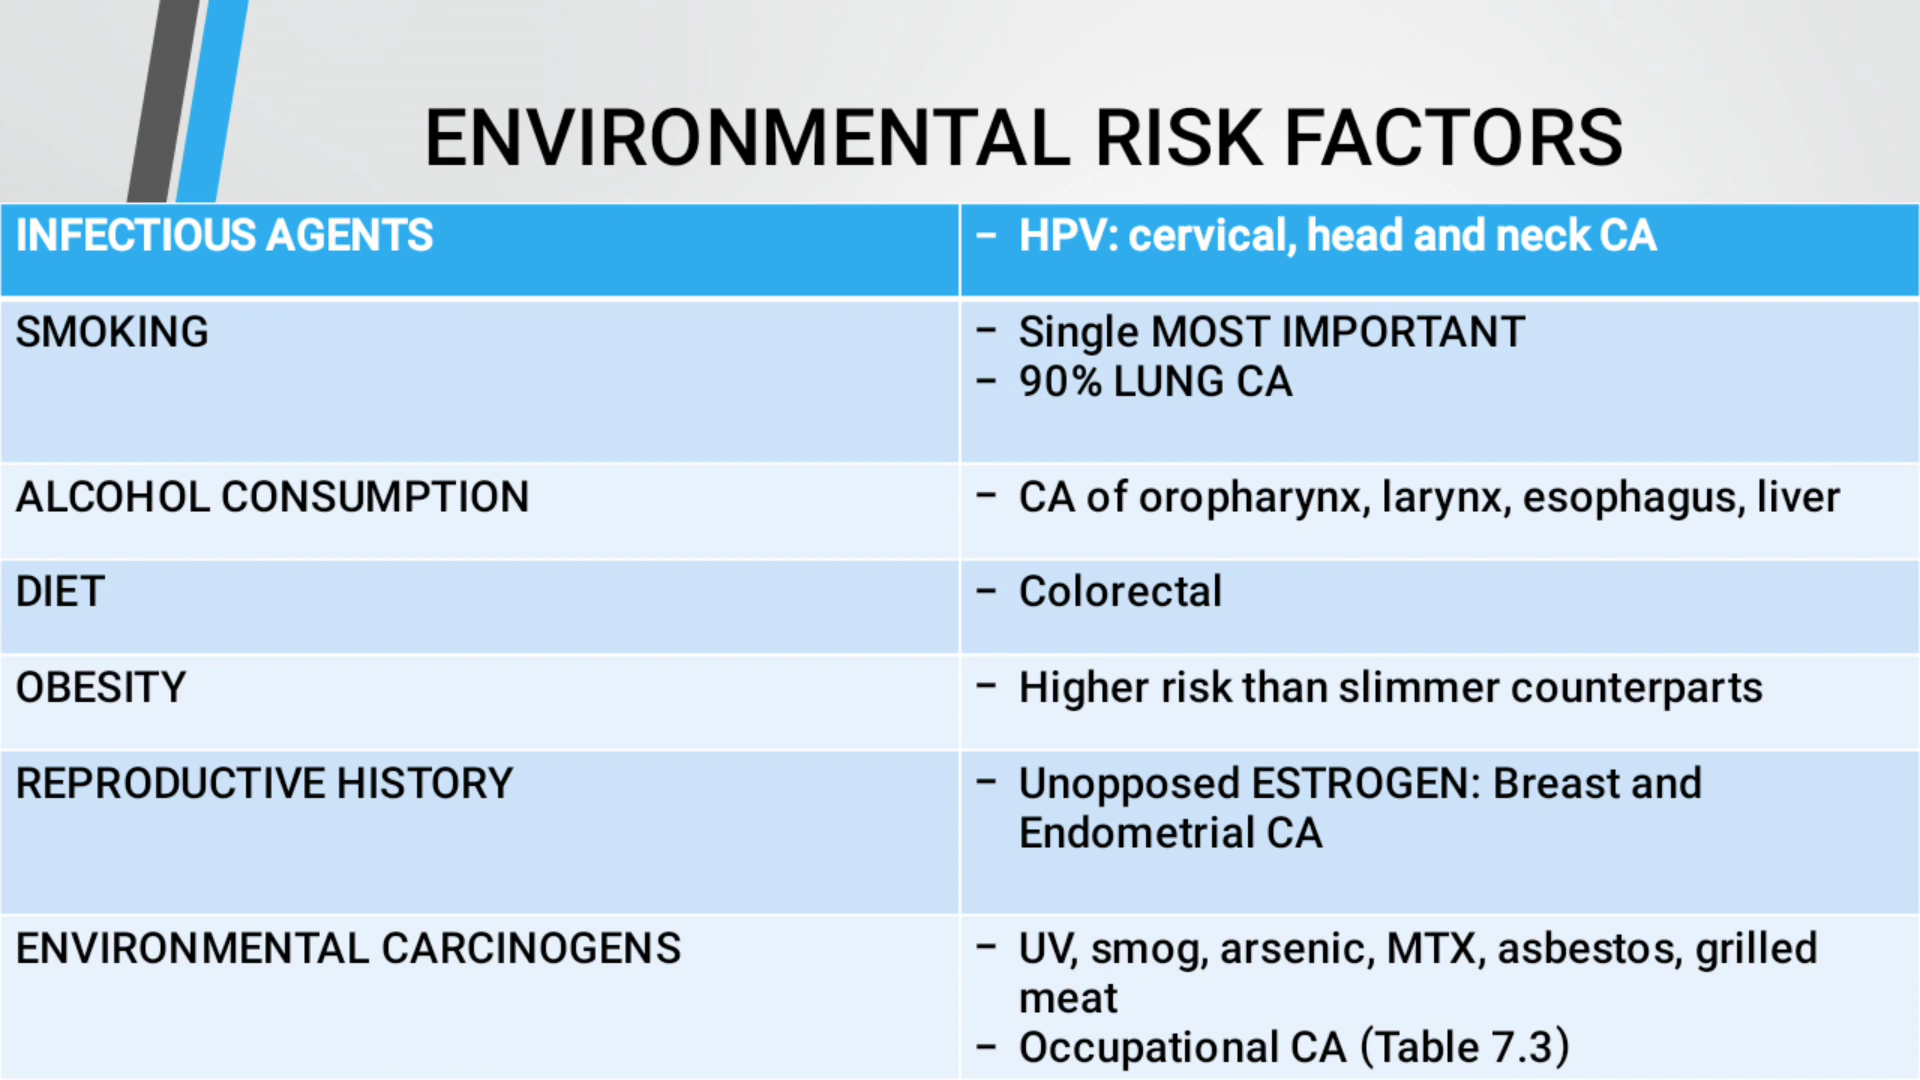 ENVIRONMENTAL RISK FACTORS
INFECTIOUS AGENTS
– HPV: cervical, head and neck CA
SMOKING
– Single MOST IMPORTANT
– 90% LUNG CA
ALCOHOL CONSUMPTION
– CA of oropharynx, larynx, esophagus, liver
DIET
– Colorectal
OBESITY
– Higher risk than slimmer counterparts
REPRODUCTIVE HISTORY
– Unopposed ESTROGEN: Breast and
Endometrial CA
ENVIRONMENTAL CARCINOGENS
– UV, smog, arsenic, MTX, asbestos, grilled
meat
– Occupational CA (Table 7.3)